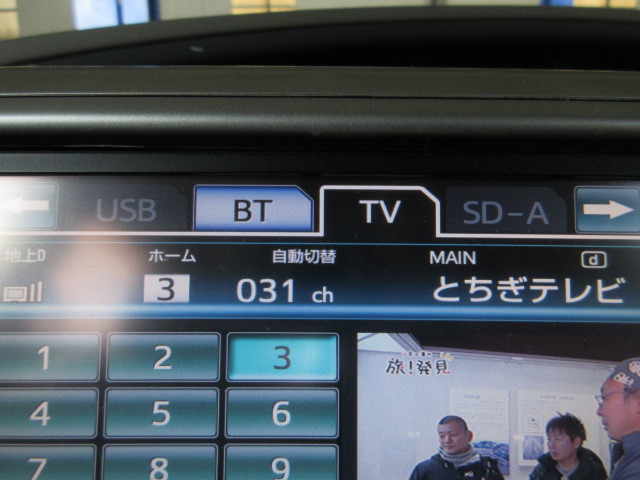 USB BT TV SD-A
地上D ホーム 自動切替 MAIN d
3 031 ch とちぎテレビ
1 2 3
旅!発見
4 5 6
7 8 9